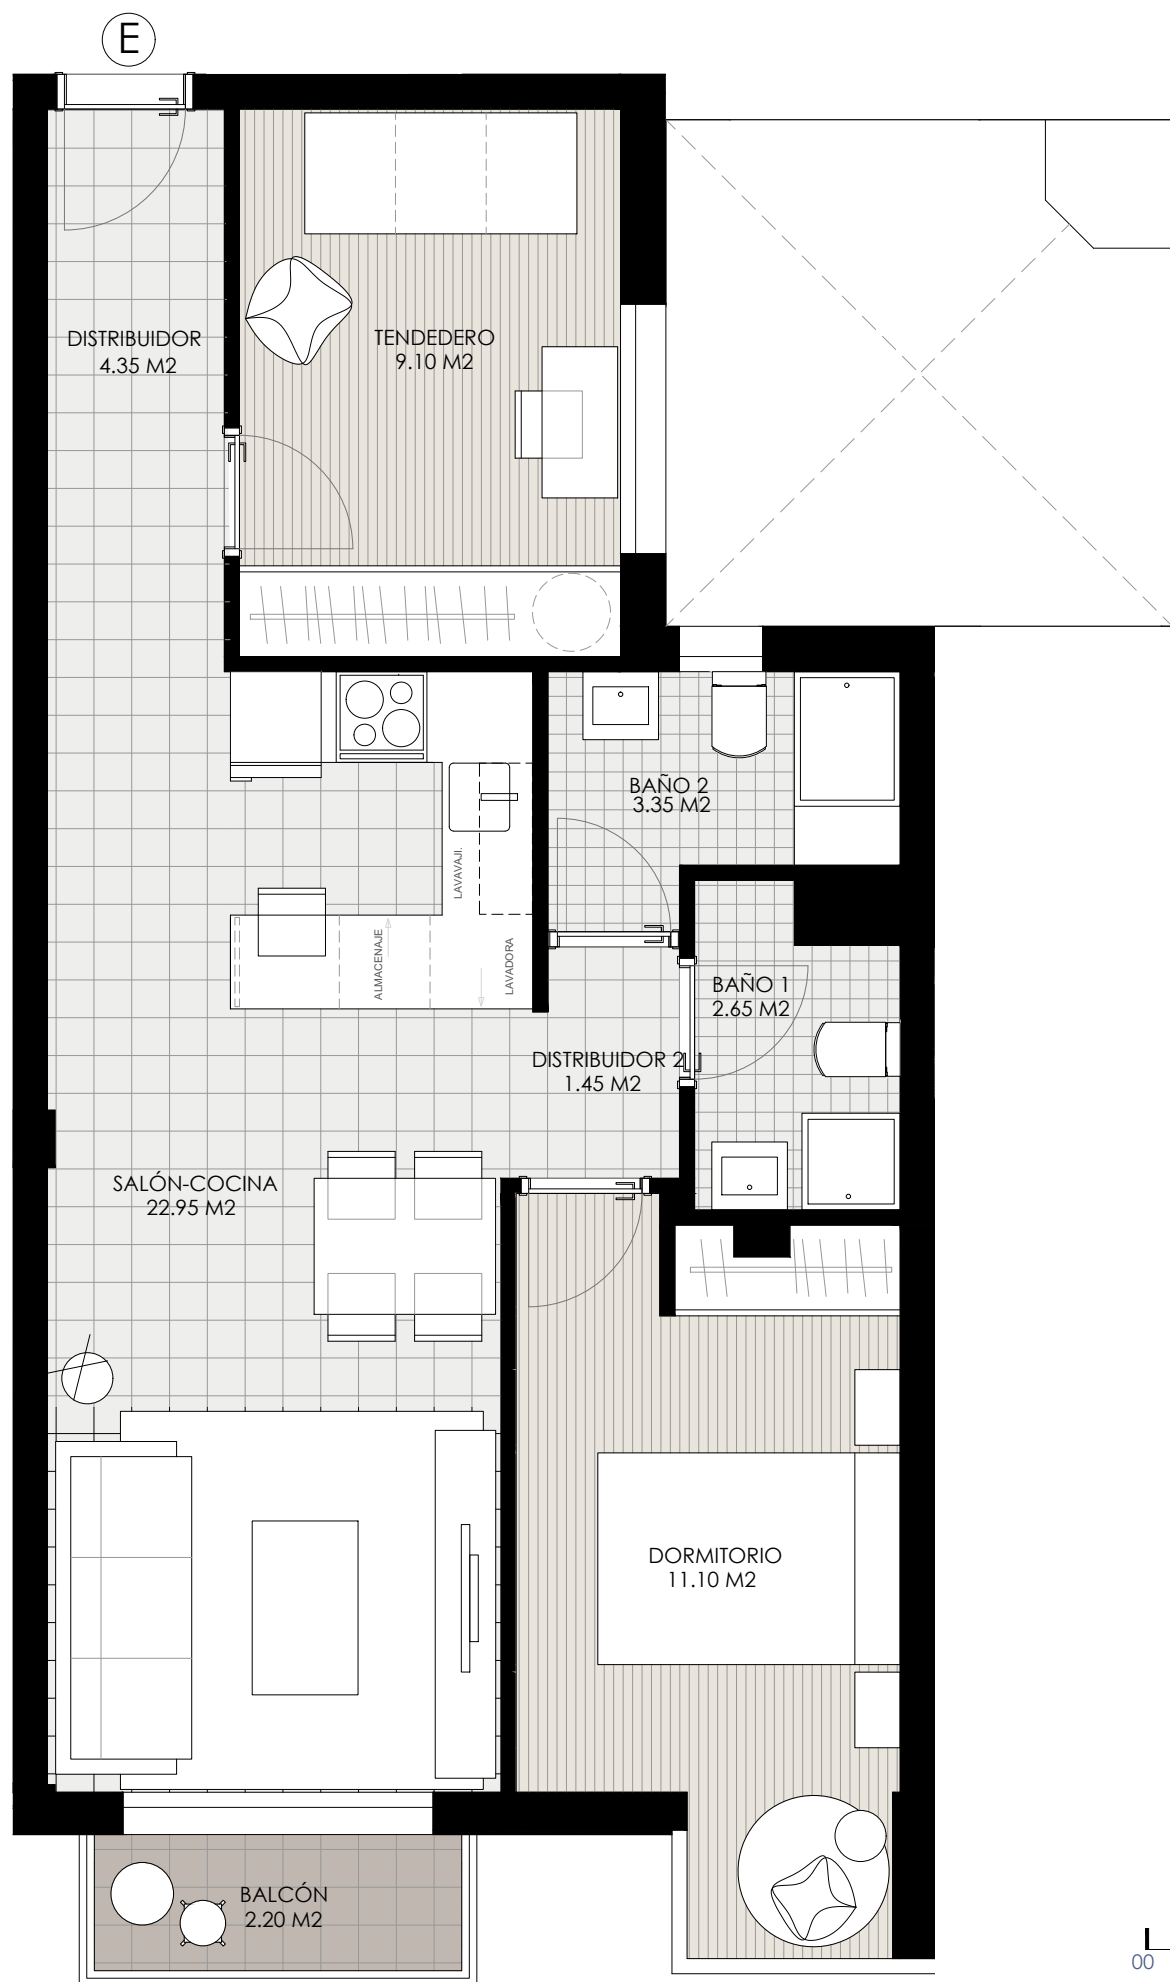 E
DISTRIBUIDOR
4.35 M2
TENDEDERO
9.10 M2
BAÑO 2
3.35 M2
LAVAVAJI.
ALMACENAJE
LAVADORA
BAÑO 1
2.65 M2
DISTRIBUIDOR 2
1.45 M2
SALÓN-COCINA
22.95 M2
DORMITORIO
11.10 M2
BALCÓN
2.20 M2
00